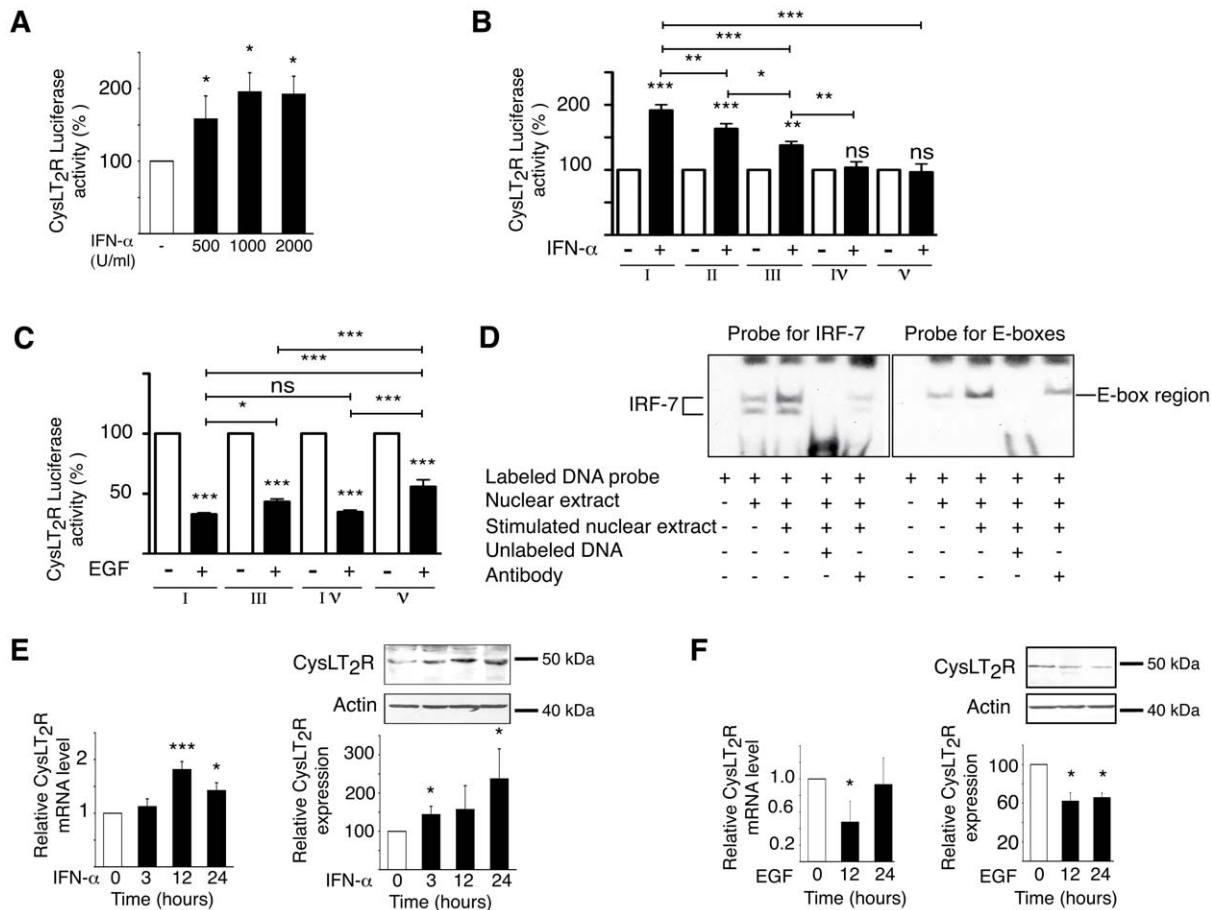 A
CysLT2R Luciferase
activity (%)
200
100
*
*
*
IFN-α
(U/ml)
-
500
1000
2000
B
CysLT2R Luciferase
activity (%)
200
100
***
***
**
*
**
***
***
**
ns
ns
IFN-α
- + - + - + - + - +
I II III IV V
C
CysLT2R Luciferase
activity (%)
100
50
***
***
ns
*
***
***
***
***
***
EGF
- + - + - + - +
I III IV V
D
Probe for IRF-7
Probe for E-boxes
IRF-7
E-box region
Labeled DNA probe + + + + + + + + + +
Nuclear extract - + + + + - + + + +
Stimulated nuclear extract - - + + + - - + + +
Unlabeled DNA - - - + - - - - + -
Antibody - - - - + - - - - +
E
Relative CysLT2R
mRNA level
2
1
***
*
IFN-α
0 3 12 24
Time (hours)
CysLT2R
50 kDa
Actin
40 kDa
Relative CysLT2R
expression
300
200
100
*
*
IFN-α
0 3 12 24
Time (hours)
F
Relative CysLT2R
mRNA level
1.0
0.6
0.2
*
EGF
0 12 24
Time (hours)
CysLT2R
50 kDa
Actin
40 kDa
Relative CysLT2R
expression
100
60
20
* *
EGF
0 12 24
Time (hours)